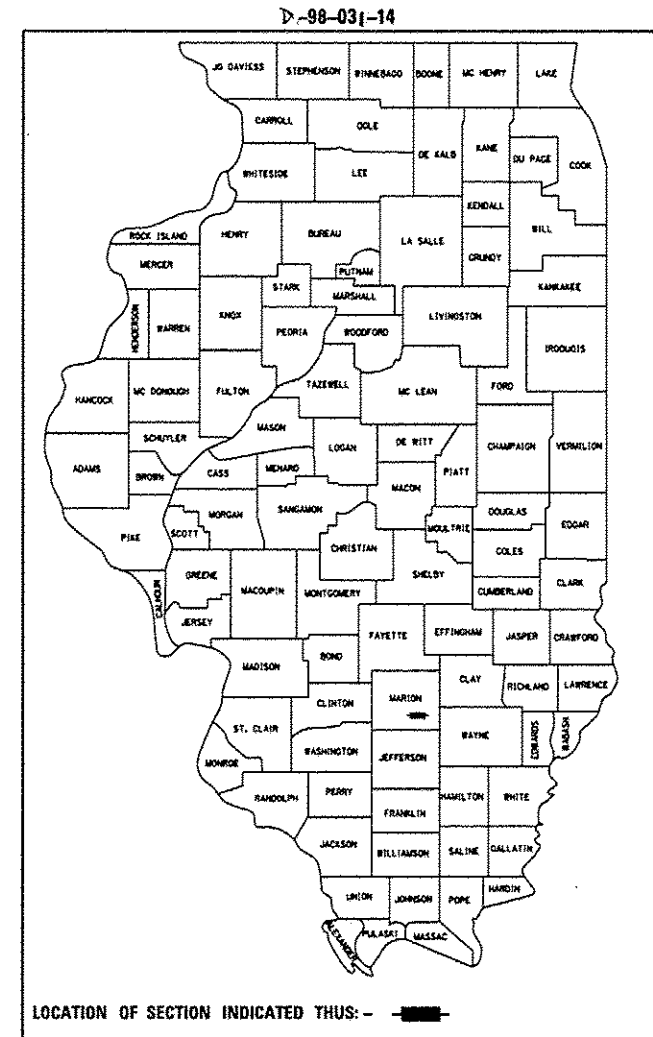 D-98-031-14
JO DAVIESS STEPHENSON WINNEBAGO BOONE MC HENRY LAKE
CARROLL OGLE
DE KALB KANE DU PAGE COOK
WHITESIDE LEE
KENDALL WILL
ROCK ISLAND HENRY BUREAU LA SALLE
MERCER PUTNAM GRUNDY
STARK MARSHALL KANKAKEE
HENDERSON WARREN KNOX PEORIA WOODFORD LIVINGSTON
IROQUOIS
HANCOCK MC DONOUGH FULTON TAZEWELL MC LEAN FORD
MASON
SCHUYLER LOGAN DE WITT CHAMPAIGN VERMILION
ADAMS BROWN CASS MENARD PIATT
MACON
MORGAN SANGAMON DOUGLAS
PIKE SCOTT MOULTRIE EDGAR
CHRISTIAN COLES
GREENE SHELBY
CALHOUN MACOUPIN MONTGOMERY CUMBERLAND CLARK
JERSEY FAYETTE EFFINGHAM JASPER CRAWFORD
BOND
MADISON CLAY RICHLAND LAWRENCE
CLINTON MARION
ST. CLAIR WAYNE EDWARDS WABASH
WASHINGTON JEFFERSON
MONROE
RANDOLPH PERRY HAMILTON WHITE
FRANKLIN
JACKSON WILLIAMSON SALINE GALLATIN
UNION JOHNSON POPE HARDIN
ALEXANDER PULASKI MASSAC
LOCATION OF SECTION INDICATED THUS: -